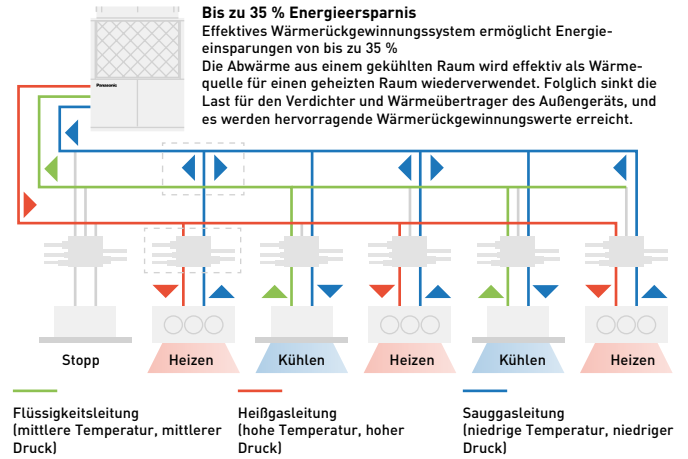 Bis zu 35 % Energieersparnis
Effektives Wärmerückgewinnungssystem ermöglicht Energie-
einsparungen von bis zu 35 %
Die Abwärme aus einem gekühlten Raum wird effektiv als Wärme-
quelle für einen geheizten Raum wiederverwendet. Folglich sinkt die
Last für den Verdichter und Wärmeübertrager des Außengeräts, und
es werden hervorragende Wärmerückgewinnungswerte erreicht.
Panasonic
Stopp
Heizen
Kühlen
Heizen
Kühlen
Heizen
Flüssigkeitsleitung
(mittlere Temperatur, mittlerer
Druck)
Heißgasleitung
(hohe Temperatur, hoher
Druck)
Sauggasleitung
(niedrige Temperatur, niedriger
Druck)